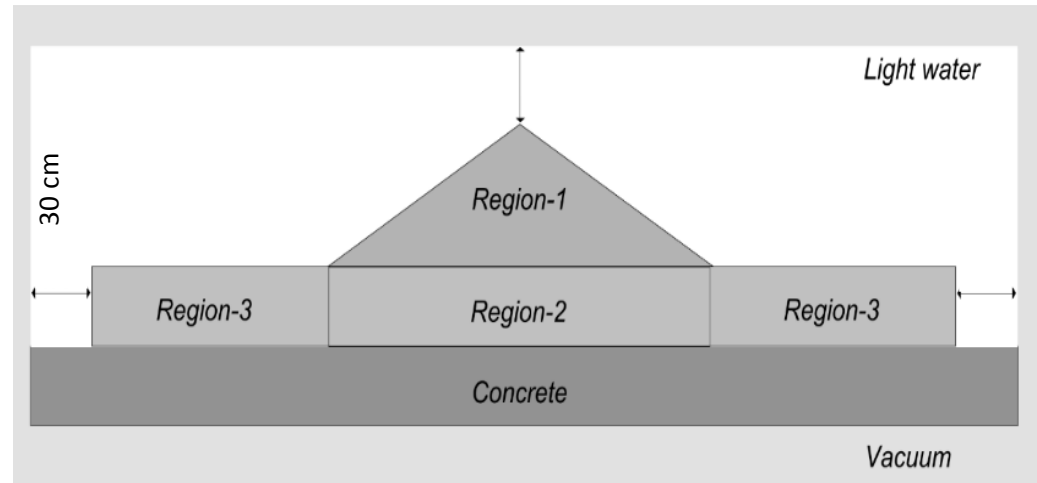 Light water
30 cm
Region-1
Region-3
Region-2
Region-3
Concrete
Vacuum